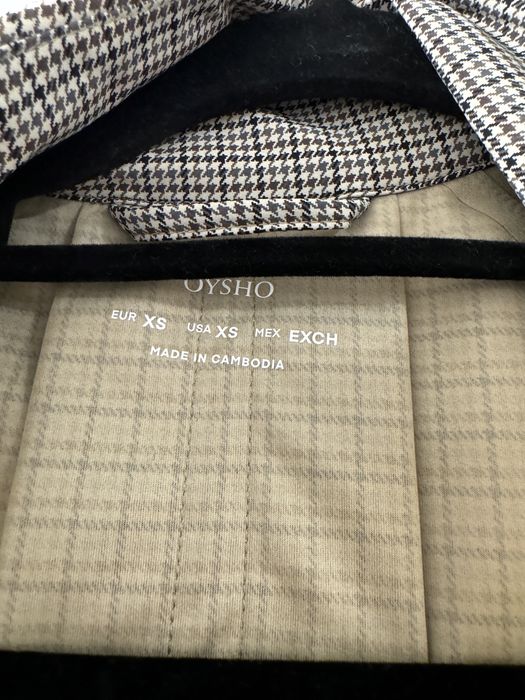 OYSHO
EUR XS USA XS MEX EXCH
MADE IN CAMBODIA